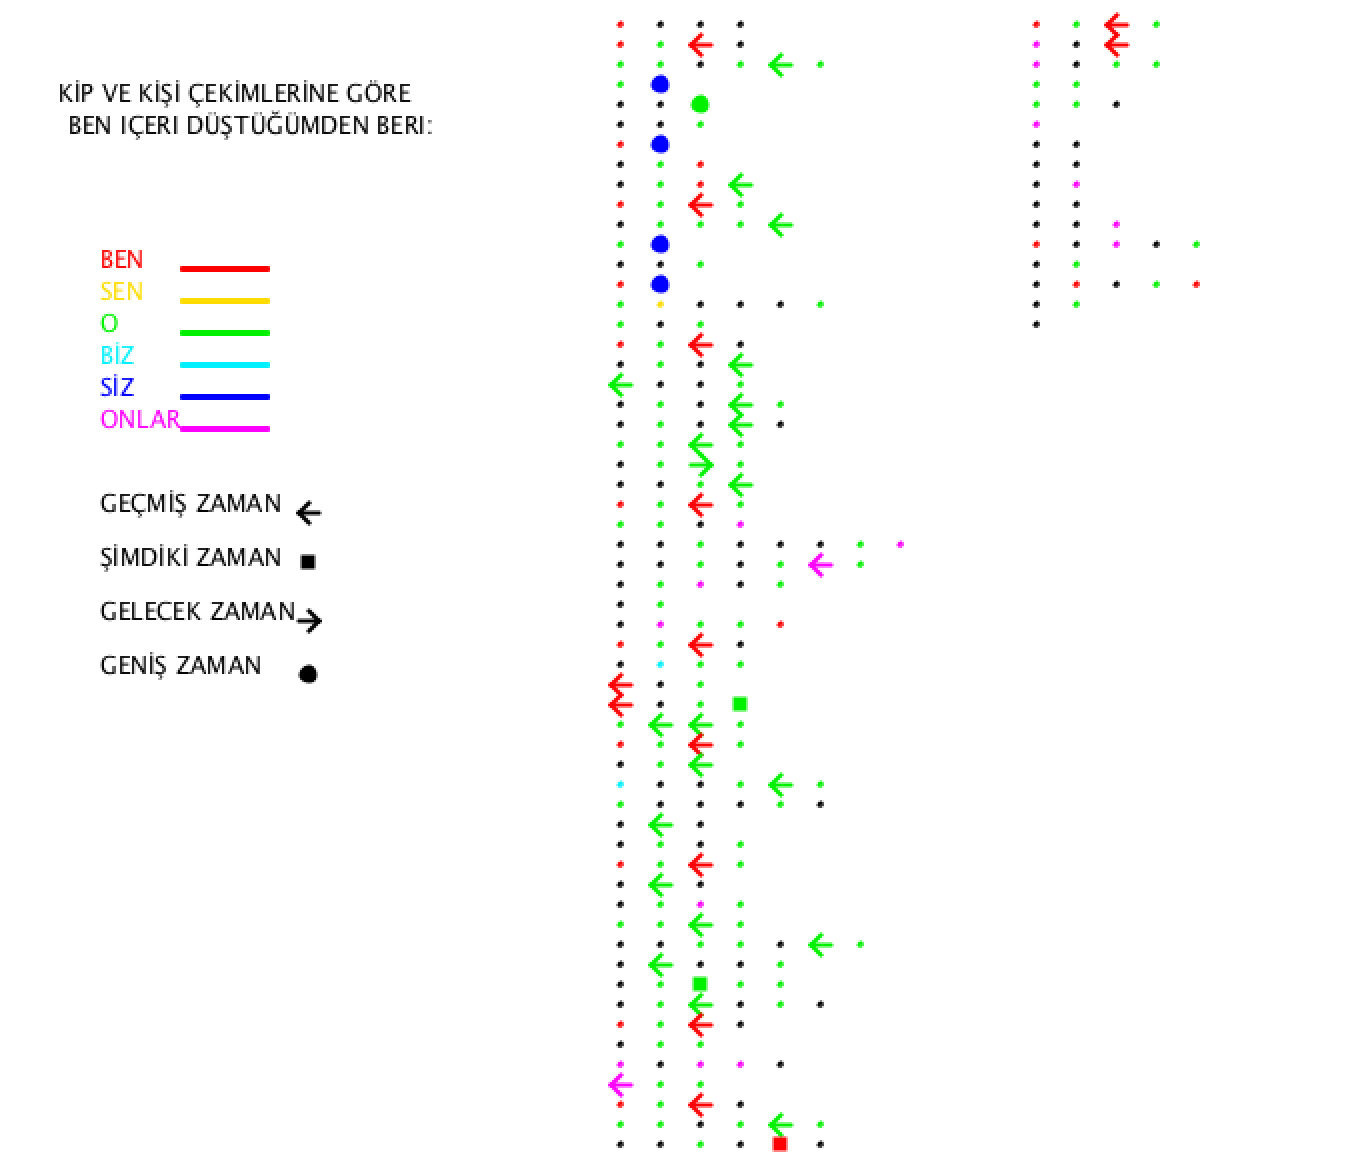 KİP VE KİŞİ ÇEKİMLERİNE GÖRE
BEN IÇERI DÜŞTÜĞÜMDEN BERI:
BEN
SEN
O
BİZ
SİZ
ONLAR
GEÇMİŞ ZAMAN
ŞİMDİKİ ZAMAN
GELECEK ZAMAN
GENİŞ ZAMAN